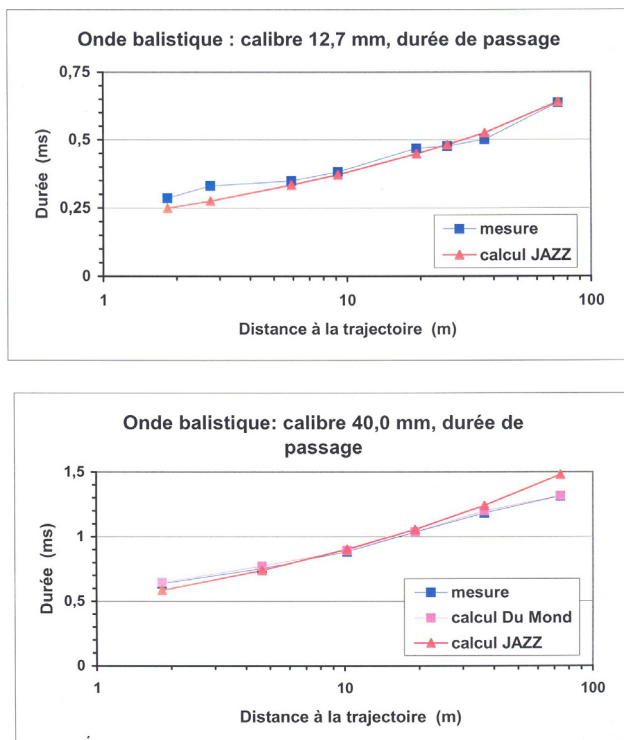 Onde balistique : calibre 12,7 mm, durée de passage
0,75
0,5
0,25
0
Durée (ms)
mesure
calcul JAZZ
1
10
100
Distance à la trajectoire (m)
Onde balistique: calibre 40,0 mm, durée de
passage
1,5
1
0,5
0
Durée (ms)
mesure
calcul Du Mond
calcul JAZZ
1
10
100
Distance à la trajectoire (m)